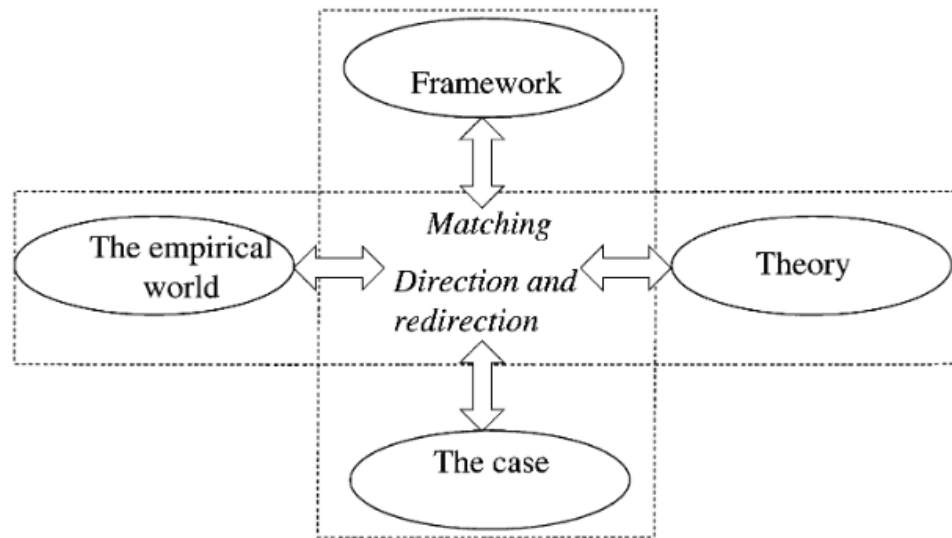 Framework
Matching
The empirical
world
Direction and
redirection
Theory
The case